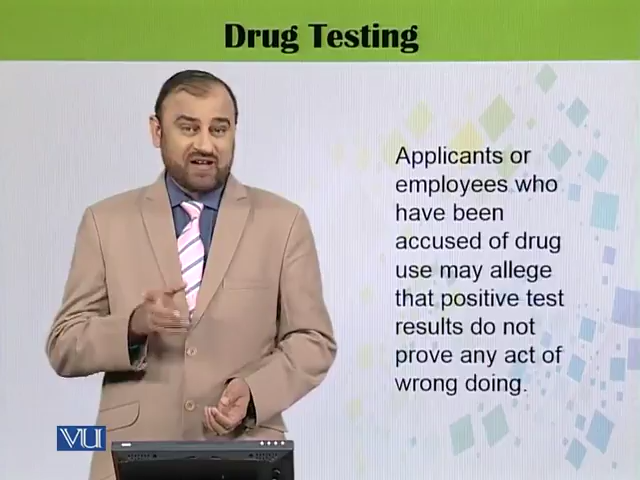 Drug Testing
Applicants or
employees who
have been
accused of drug
use may allege
that positive test
results do not
prove any act of
wrong doing.
VU